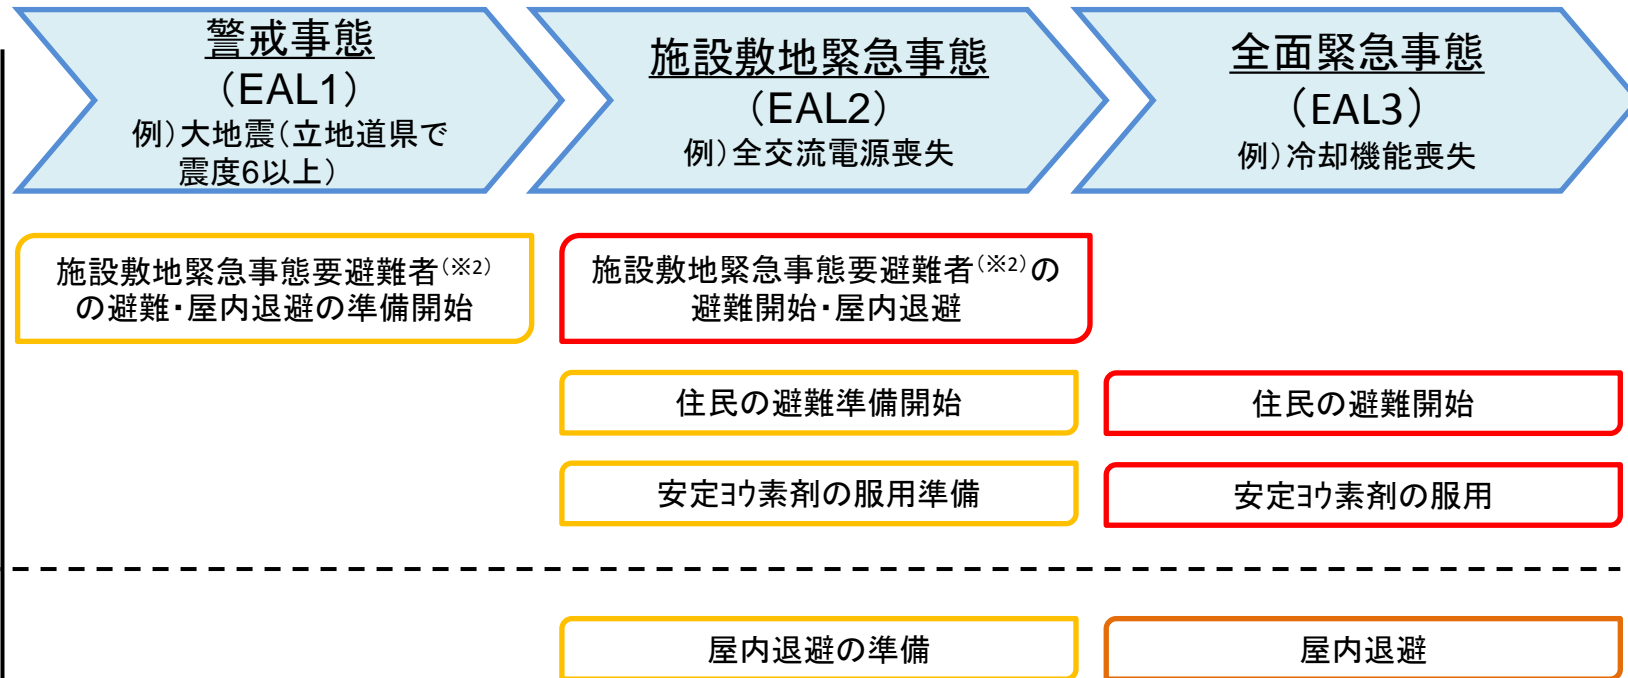 警戒事態
（EAL1）
例）大地震（立地道県で
震度6以上）
施設敷地緊急事態
（EAL2）
例）全交流電源喪失
全面緊急事態
（EAL3）
例）冷却機能喪失
施設敷地緊急事態要避難者（※2）
の避難・屋内退避の準備開始
施設敷地緊急事態要避難者（※2）の
避難開始・屋内退避
住民の避難準備開始
住民の避難開始
安定ﾖｳ素剤の服用準備
安定ﾖｳ素剤の服用
屋内退避の準備
屋内退避